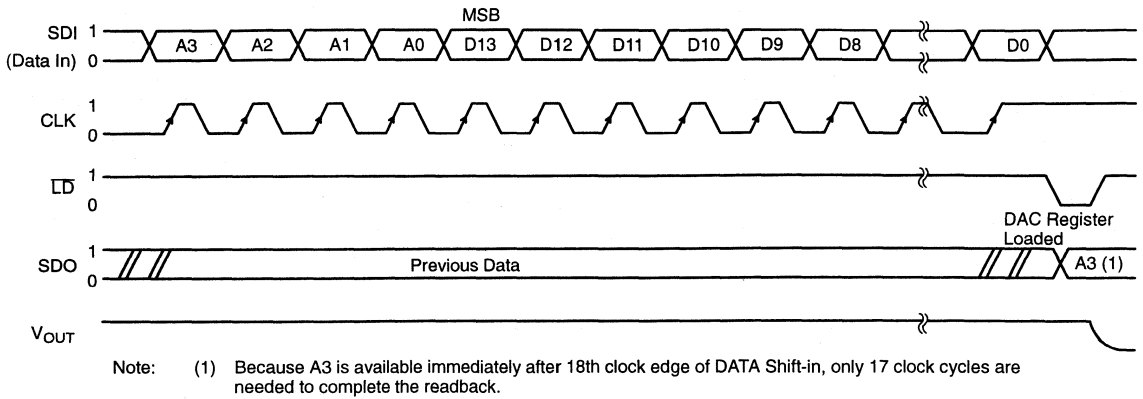 MSB
SDI 1 A3 A2 A1 A0 D13 D12 D11 D10 D9 D8 D0
(Data In) 0
CLK 1
0
LD 1
0
DAC Register
Loaded
SDO 1
0 Previous Data A3 (1)
VOUT
Note: (1) Because A3 is available immediately after 18th clock edge of DATA Shift-in, only 17 clock cycles are
needed to complete the readback.